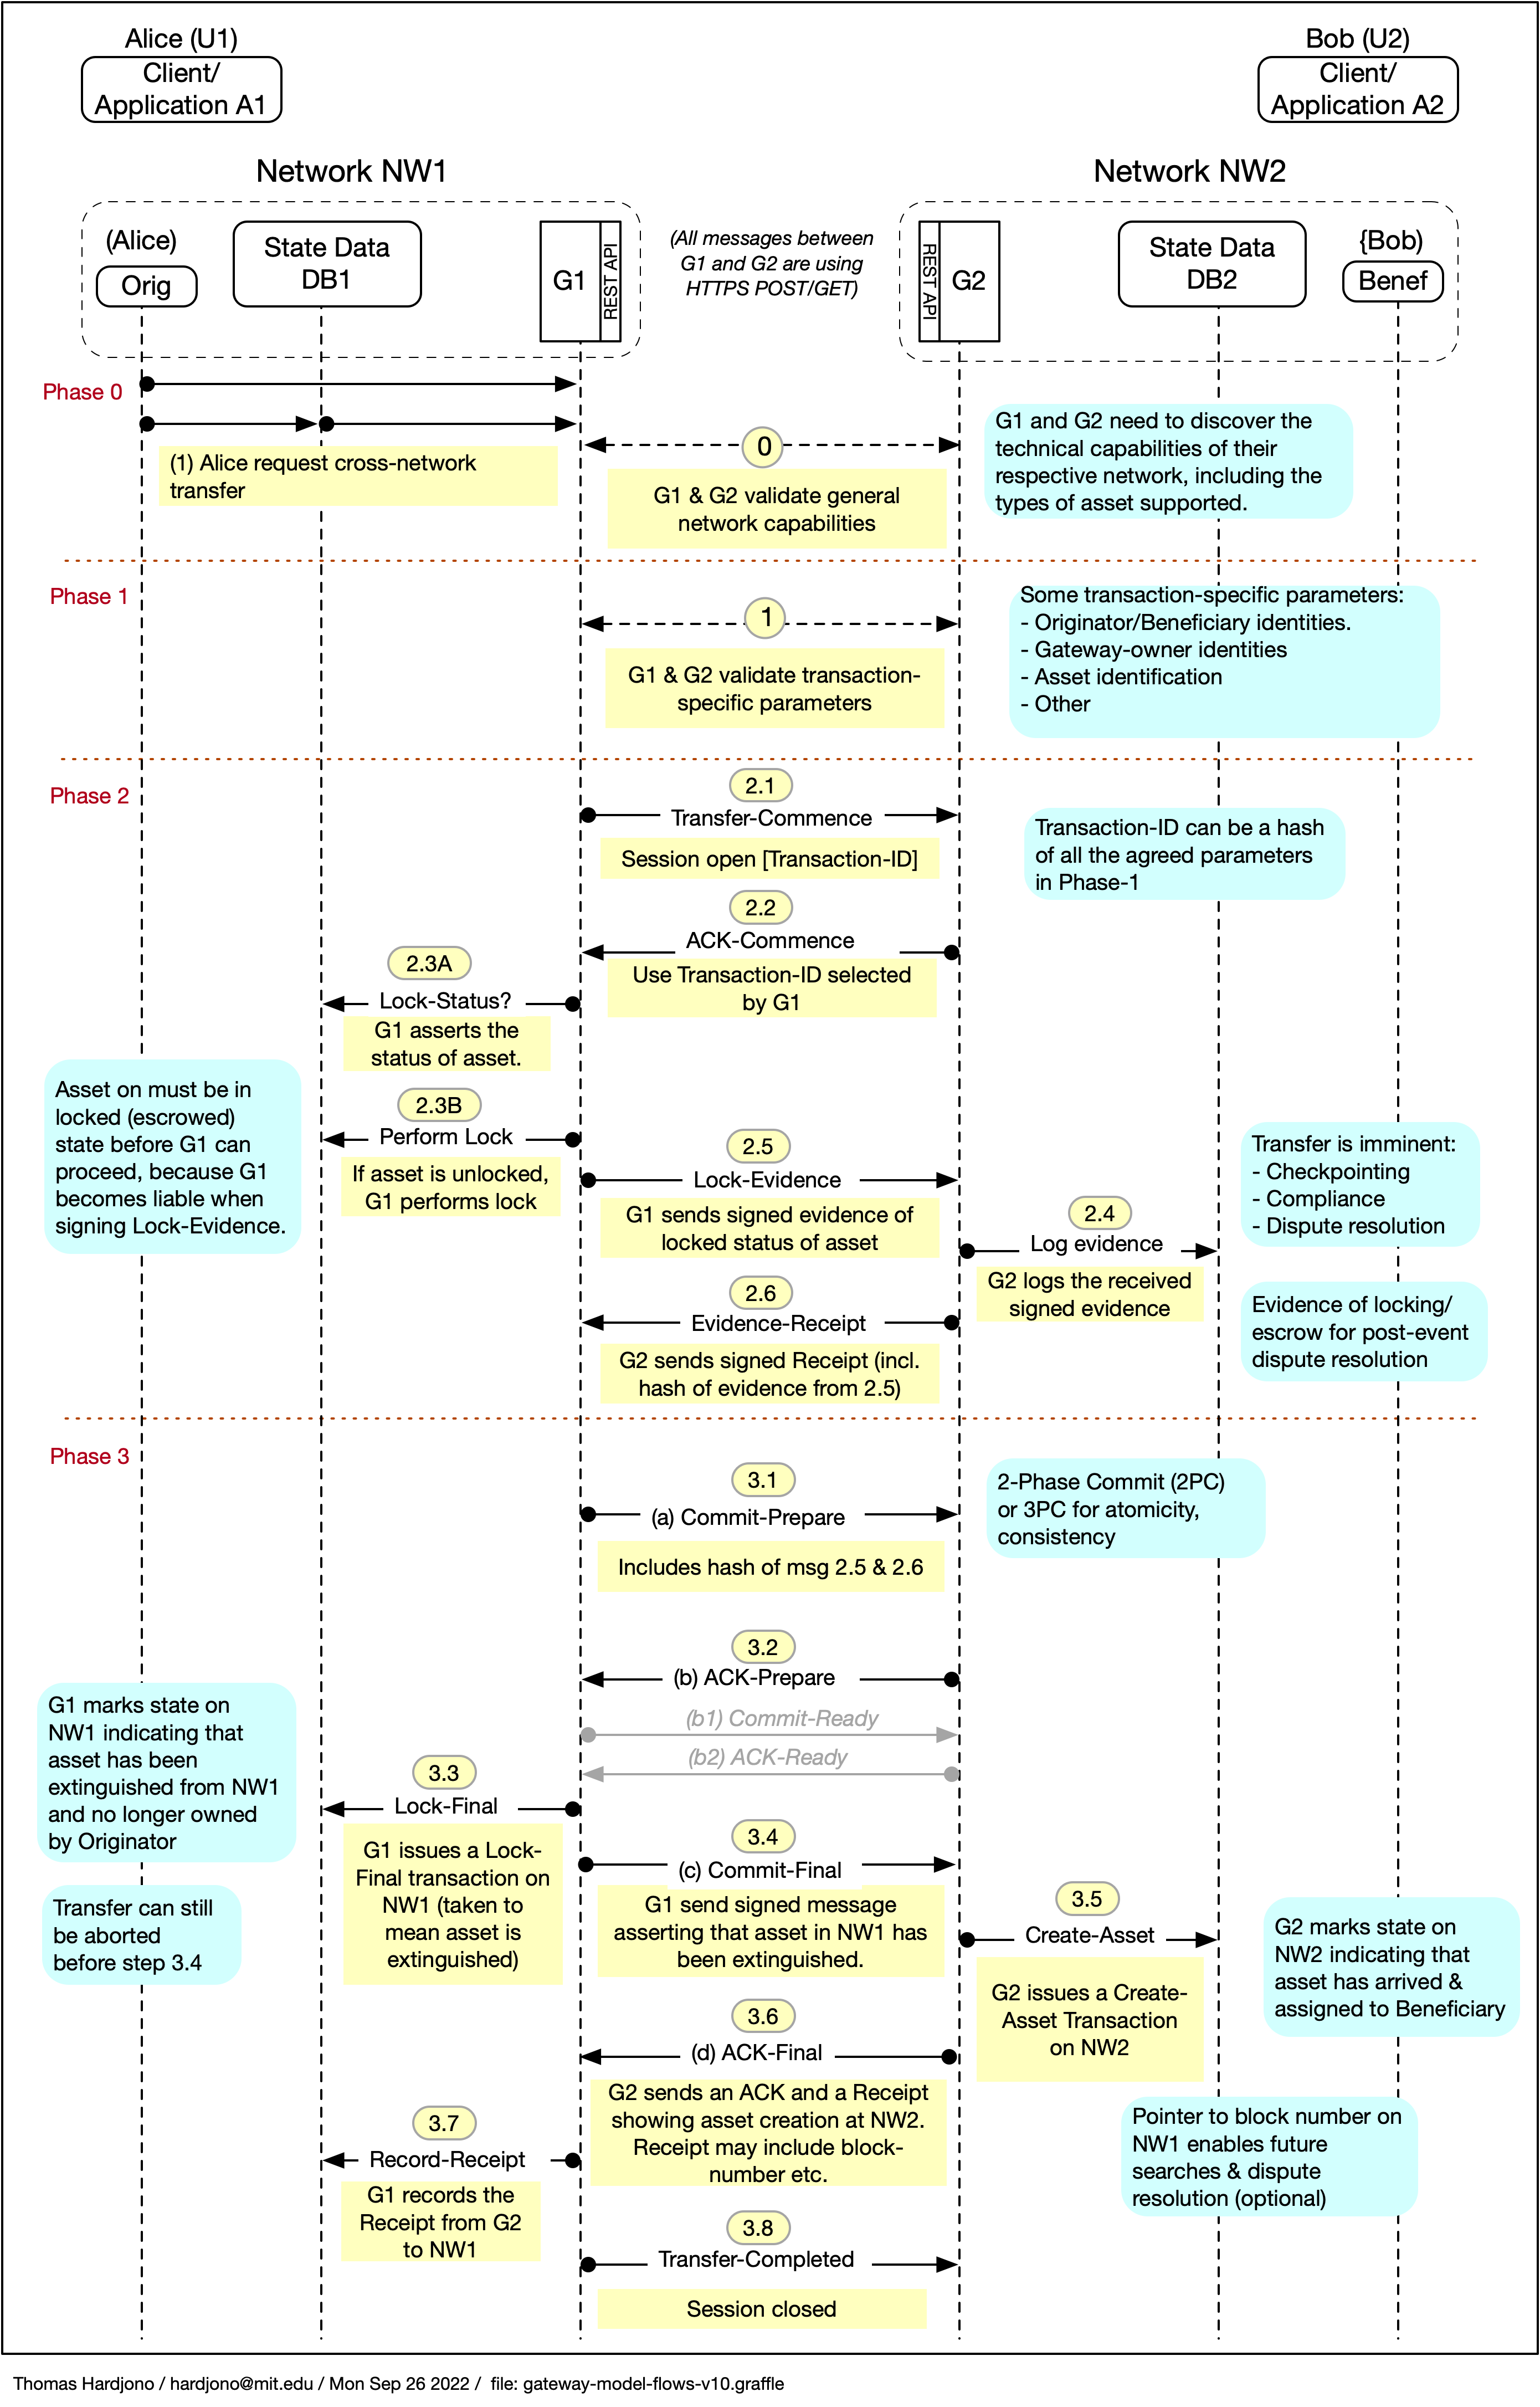 Alice (U1)
Client/
Application A1
Bob (U2)
Client/
Application A2
Network NW1
Network NW2
(Alice)
Orig
State Data
DB1
G1
REST API
(All messages between
G1 and G2 are using
HTTPS POST/GET)
REST API
G2
State Data
DB2
{Bob)
Benef
Phase 0
(1) Alice request cross-network
transfer
0
G1 & G2 validate general
network capabilities
G1 and G2 need to discover the
technical capabilities of their
respective network, including the
types of asset supported.
Phase 1
1
G1 & G2 validate transaction-
specific parameters
Some transaction-specific parameters:
- Originator/Beneficiary identities.
- Gateway-owner identities
- Asset identification
- Other
Phase 2
2.1
Transfer-Commence
Session open [Transaction-ID]
Transaction-ID can be a hash
of all the agreed parameters
in Phase-1
2.2
ACK-Commence
Use Transaction-ID selected
by G1
2.3A
Lock-Status?
G1 asserts the
status of asset.
Asset on must be in
locked (escrowed)
state before G1 can
proceed, because G1
becomes liable when
signing Lock-Evidence.
2.3B
Perform Lock
If asset is unlocked,
G1 performs lock
2.5
Lock-Evidence
G1 sends signed evidence of
locked status of asset
Transfer is imminent:
- Checkpointing
- Compliance
- Dispute resolution
2.4
Log evidence
G2 logs the received
signed evidence
2.6
Evidence-Receipt
G2 sends signed Receipt (incl.
hash of evidence from 2.5)
Evidence of locking/
escrow for post-event
dispute resolution
Phase 3
3.1
(a) Commit-Prepare
Includes hash of msg 2.5 & 2.6
2-Phase Commit (2PC)
or 3PC for atomicity,
consistency
3.2
(b) ACK-Prepare
(b1) Commit-Ready
(b2) ACK-Ready
G1 marks state on
NW1 indicating that
asset has been
extinguished from NW1
and no longer owned
by Originator
3.3
Lock-Final
G1 issues a Lock-
Final transaction on
NW1 (taken to
mean asset is
extinguished)
Transfer can still
be aborted
before step 3.4
3.4
(c) Commit-Final
G1 send signed message
asserting that asset in NW1 has
been extinguished.
3.5
Create-Asset
G2 issues a Create-
Asset Transaction
on NW2
G2 marks state on
NW2 indicating that
asset has arrived &
assigned to Beneficiary
3.6
(d) ACK-Final
G2 sends an ACK and a Receipt
showing asset creation at NW2.
Receipt may include block-
number etc.
3.7
Record-Receipt
G1 records the
Receipt from G2
to NW1
Pointer to block number on
NW1 enables future
searches & dispute
resolution (optional)
3.8
Transfer-Completed
Session closed
Thomas Hardjono / hardjono@mit.edu / Mon Sep 26 2022 / file: gateway-model-flows-v10.graffle